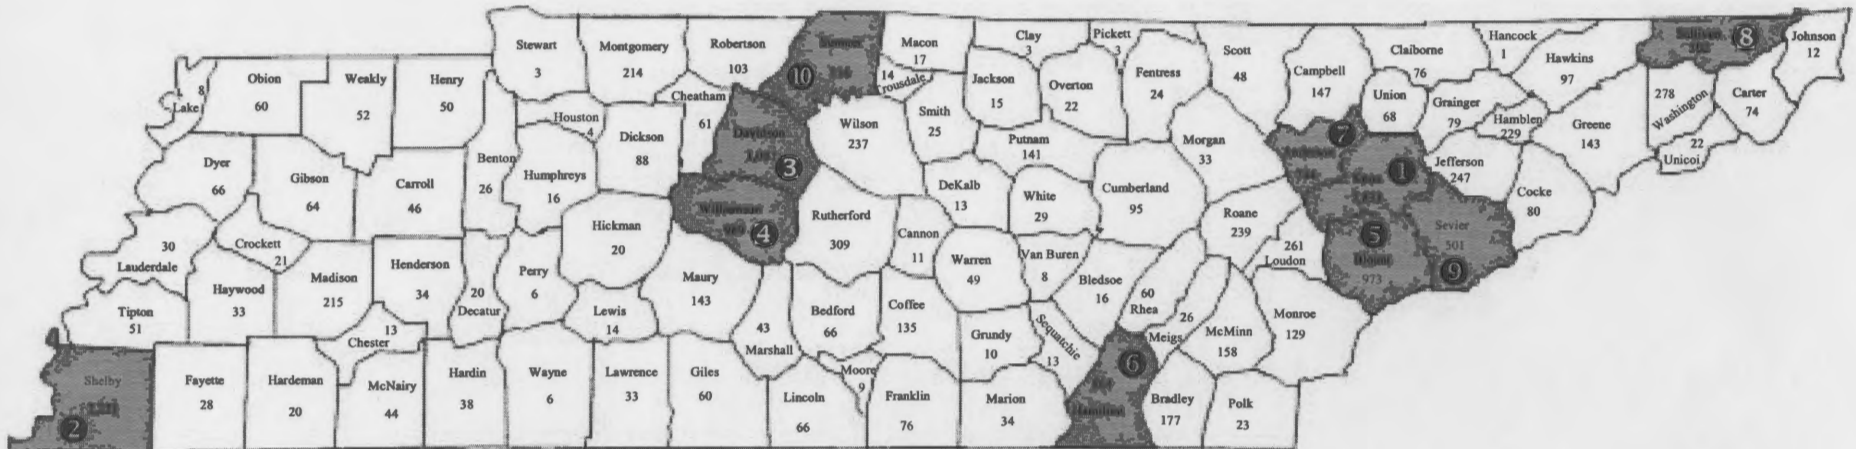 Stewart
3
Montgomery
214
Robertson
103
10
Macon
17
Clay
3
Pickett
3
Scott
48
Claiborne
76
Hancock
1
Hawkins
97
8
Johnson
12
Lake
8
Obion
60
Weakly
52
Henry
50
14
Trousdale
Jackson
15
Overton
22
Fentress
24
Campbell
147
Union
68
Grainger
79
Hamblen
229
Greene
143
278
Washington
Carter
74
22
Unicoi
Cheatham
61
Houston
4
Dickson
88
Davidson
3
Wilson
237
Smith
25
Putnam
141
Morgan
33
7
1
Jefferson
247
Cocke
80
Dyer
66
Gibson
64
Carroll
46
Benton
26
Humphreys
16
Williamson
4
Rutherford
309
DeKalb
13
White
29
Cumberland
95
Roane
239
261
Loudon
5
Blount
973
Sevier
501
9
30
Lauderdale
Crockett
21
Hickman
20
Cannon
11
Warren
49
Van Buren
8
Bledsoe
16
60
Rhea
26
Meigs
McMinn
158
Monroe
129
Tipton
51
Haywood
33
Madison
215
Henderson
34
20
Decatur
Perry
6
Lewis
14
Maury
143
43
Marshall
Bedford
66
Coffee
135
Grundy
10
Sequatchie
13
13
Chester
Shelby
2
Fayette
28
Hardeman
20
McNairy
44
Hardin
38
Wayne
6
Lawrence
33
Giles
60
Lincoln
66
Moore
9
Franklin
76
Marion
34
6
Hamilton
Bradley
177
Polk
23